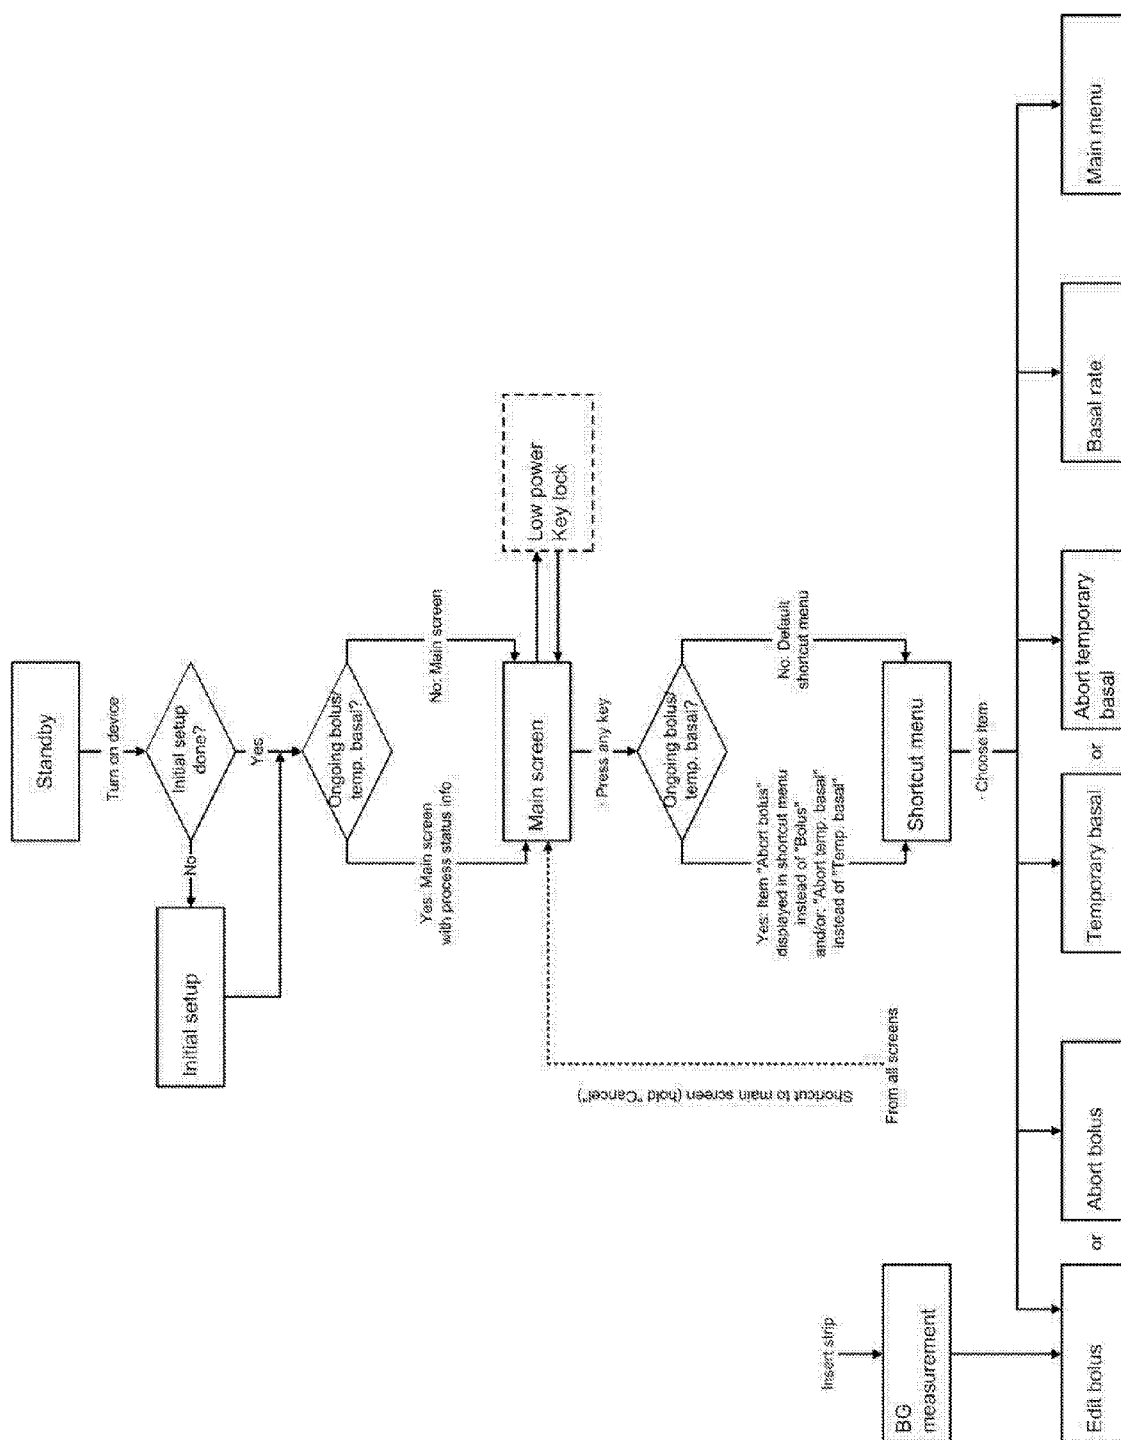 Standby
Turn on device
Initial setup
done?
No
Initial setup
Yes
Ongoing bolus/
temp. basal?
Yes: Main screen
with process status info
No: Main screen
Main screen
Low power
Key lock
- Press any key
Ongoing bolus/
temp. basal?
Yes: Item "Abort bolus"
displayed in shortcut menu
instead of "Bolus"
and/or: "Abort temp. basal"
instead of "Temp. basal"
No: Default
shortcut menu
Shortcut to main screen (hold "Cancel")
From all screens
Shortcut menu
- Choose item
Insert strip
BG
measurement
Edit bolus
or
Abort bolus
Temporary basal
or
Abort temporary
basal
Basal rate
Main menu